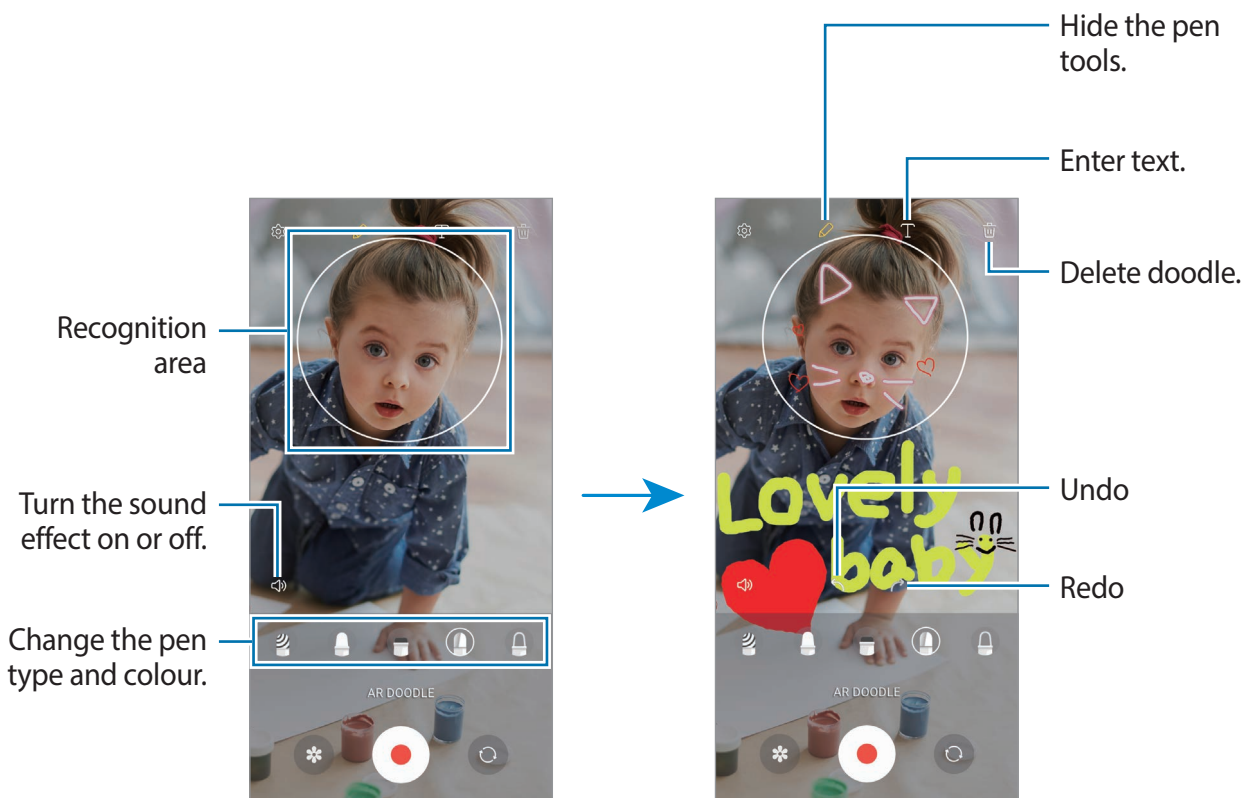 Hide the pen
tools.
Enter text.
Delete doodle.
Recognition
area
Turn the sound
effect on or off.
Change the pen
type and colour.
AR DOODLE
T
T
Lovely
baby
Undo
Redo
AR DOODLE